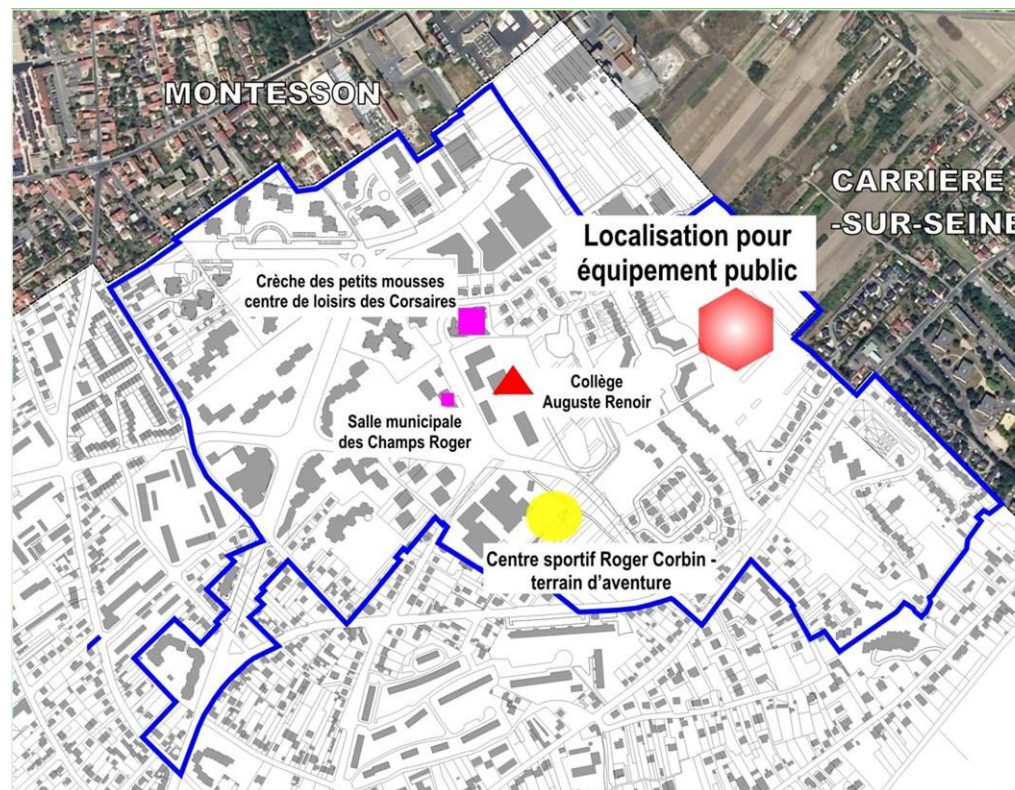 MONTESSON
CARRIERE
-SUR-SEINE
Localisation pour
équipement public
Crèche des petits mousses
centre de loisirs des Corsaires
Collège
Auguste Renoir
Salle municipale
des Champs Roger
Centre sportif Roger Corbin -
terrain d'aventure